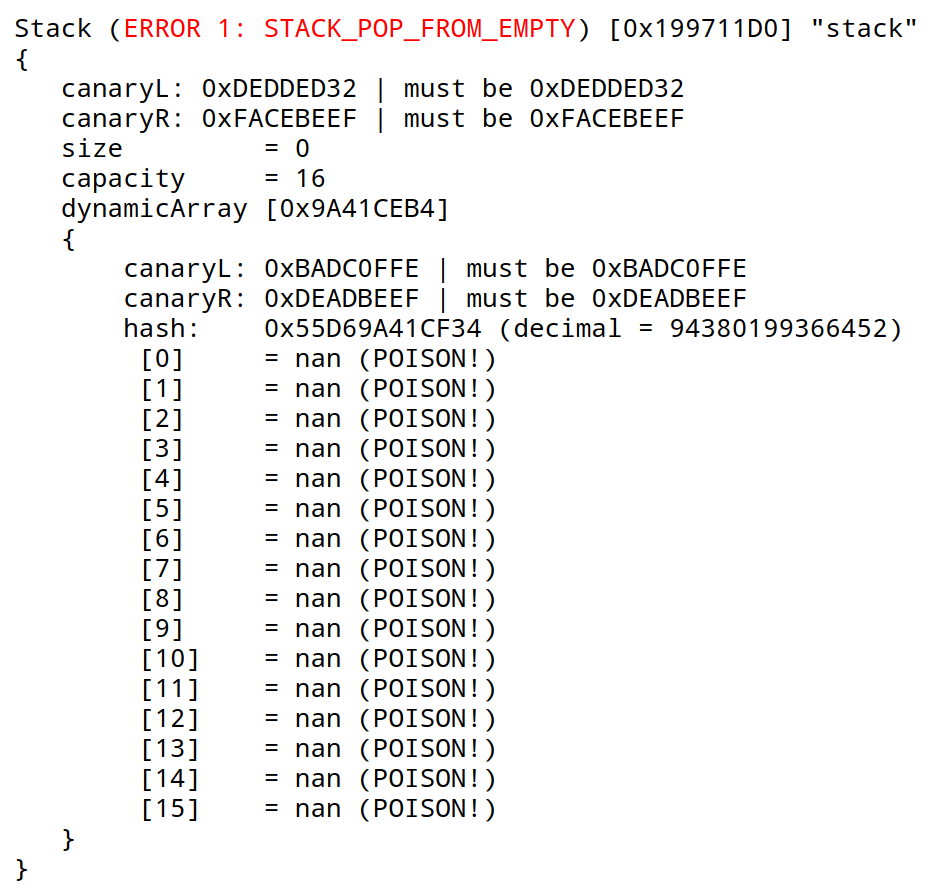 Stack (ERROR 1: STACK_POP_FROM_EMPTY) [0x199711D0] "stack"
{
   canaryL: 0xDEDDED32 | must be 0xDEDDED32
   canaryR: 0xFACEBEEF | must be 0xFACEBEEF
   size         = 0
   capacity     = 16
   dynamicArray [0x9A41CEB4]
   {
       canaryL: 0xBADC0FFE | must be 0xBADC0FFE
       canaryR: 0xDEADBEEF | must be 0xDEADBEEF
       hash:    0x55D69A41CF34 (decimal = 94380199366452)
        [0]     = nan (POISON!)
        [1]     = nan (POISON!)
        [2]     = nan (POISON!)
        [3]     = nan (POISON!)
        [4]     = nan (POISON!)
        [5]     = nan (POISON!)
        [6]     = nan (POISON!)
        [7]     = nan (POISON!)
        [8]     = nan (POISON!)
        [9]     = nan (POISON!)
        [10]    = nan (POISON!)
        [11]    = nan (POISON!)
        [12]    = nan (POISON!)
        [13]    = nan (POISON!)
        [14]    = nan (POISON!)
        [15]    = nan (POISON!)
   }
}